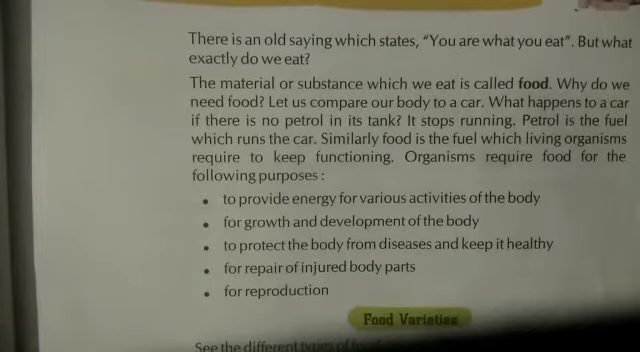 There is an old saying which states, “You are what you eat”. But what
exactly do we eat?
The material or substance which we eat is called food. Why do we
need food? Let us compare our body to a car. What happens to a car
if there is no petrol in its tank? It stops running. Petrol is the fuel
which runs the car. Similarly food is the fuel which living organisms
require to keep functioning. Organisms require food for the
following purposes :
• to provide energy for various activities of the body
• for growth and development of the body
• to protect the body from diseases and keep it healthy
• for repair of injured body parts
• for reproduction
Food Varieties
See the different types of food